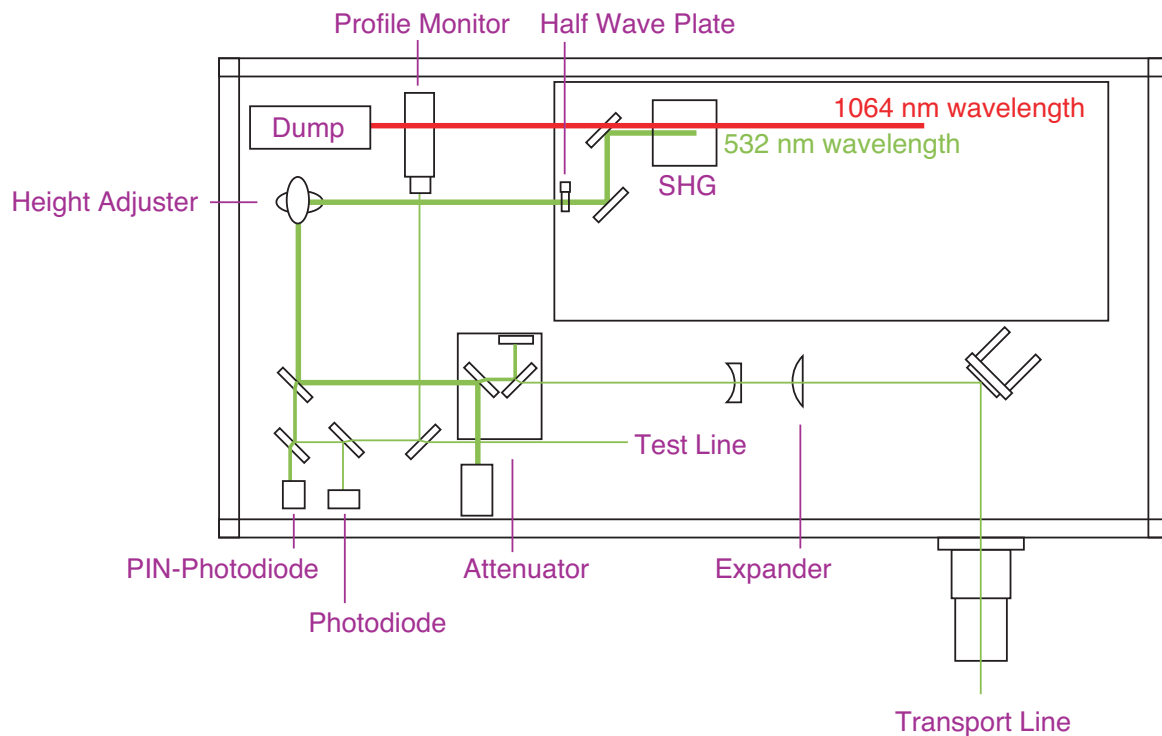 Profile Monitor
Half Wave Plate
1064 nm wavelength
Dump
532 nm wavelength
SHG
Height Adjuster
Test Line
PIN-Photodiode
Attenuator
Expander
Photodiode
Transport Line